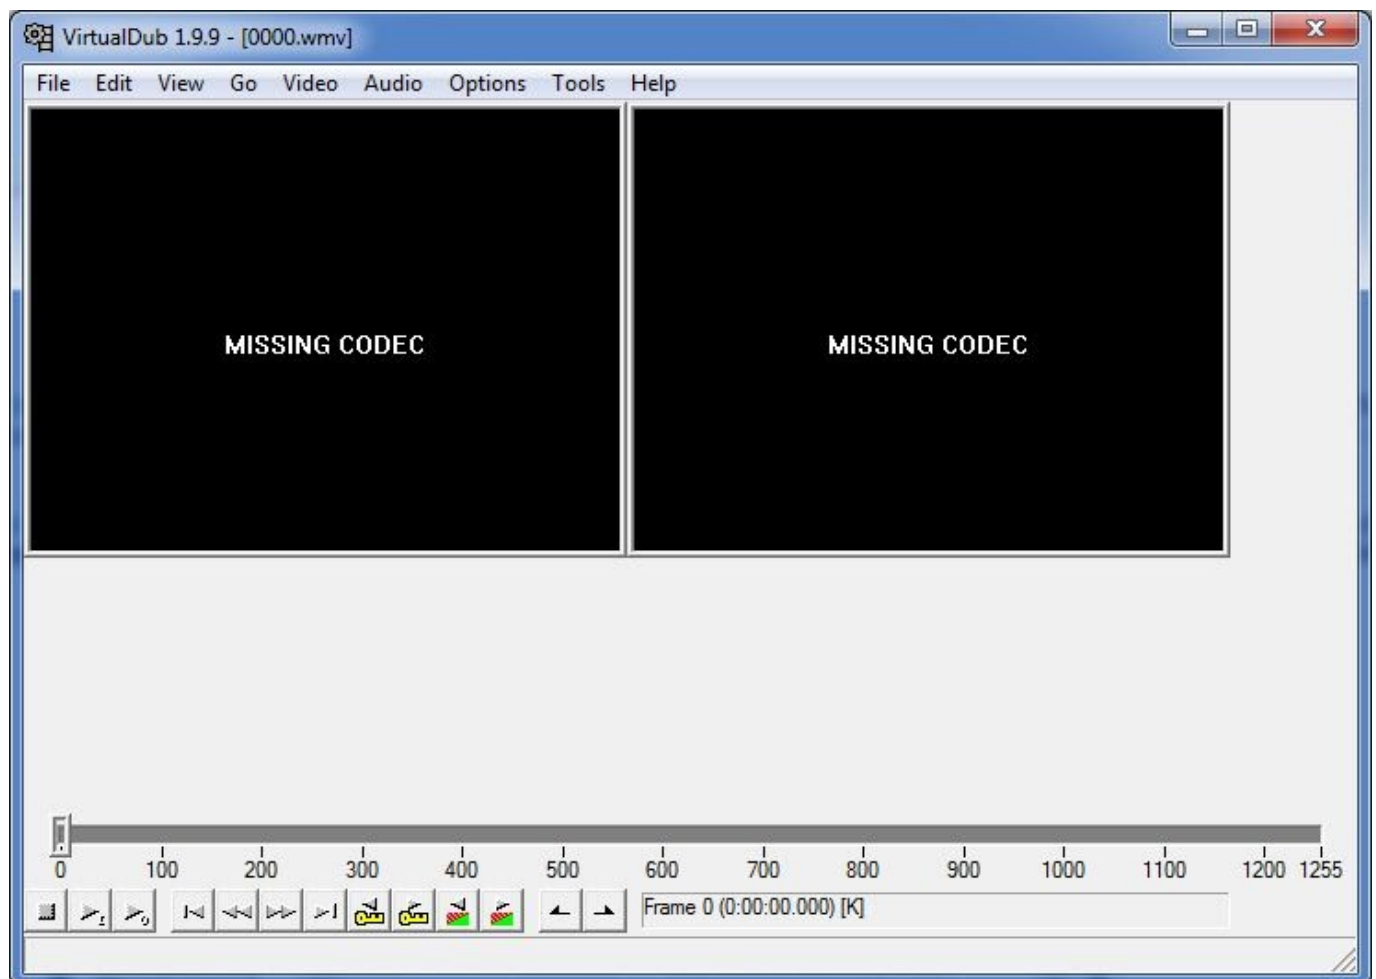 VirtualDub 1.9.9 - [0000.wmv]
File Edit View Go Video Audio Options Tools Help
MISSING CODEC MISSING CODEC
0 100 200 300 400 500 600 700 800 900 1000 1100 1200 1255
Frame 0 (0:00:00.000) [K]